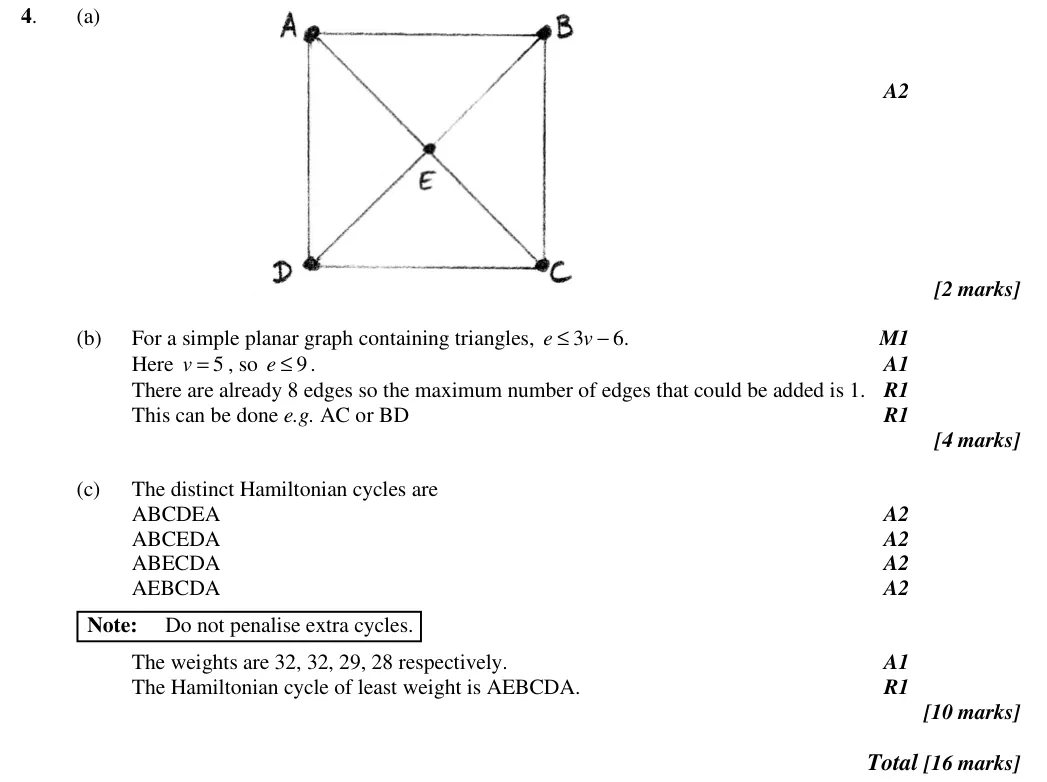 4. (a)
A B
A2
E
D C
[2 marks]
(b) For a simple planar graph containing triangles, e ≤ 3v − 6. M1
Here v = 5, so e ≤ 9. A1
There are already 8 edges so the maximum number of edges that could be added is 1. R1
This can be done e.g. AC or BD R1
[4 marks]
(c) The distinct Hamiltonian cycles are
ABCDEA A2
ABCEDA A2
ABECDA A2
AEBCDA A2
Note: Do not penalise extra cycles.
The weights are 32, 32, 29, 28 respectively. A1
The Hamiltonian cycle of least weight is AEBCDA. R1
[10 marks]
Total [16 marks]